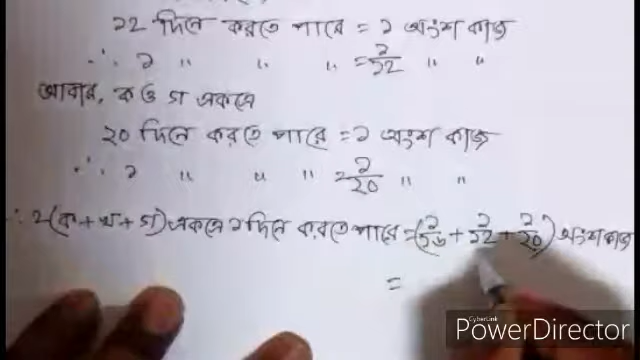 ১২ দিনে করতে পারে = ১ অংশ কাজ
∴ ১ " " " = ১/১২ " "
আবার, ক ও গ একত্রে
২০ দিনে করতে পারে = ১ অংশ কাজ
∴ ১ " " " = ১/২০ " "
∴ ২(ক+খ+গ) একত্রে ১ দিনে করতে পারে = (১/১৬ + ১/১২ + ১/২০) অংশ কাজ
=
CyberLink
PowerDirector